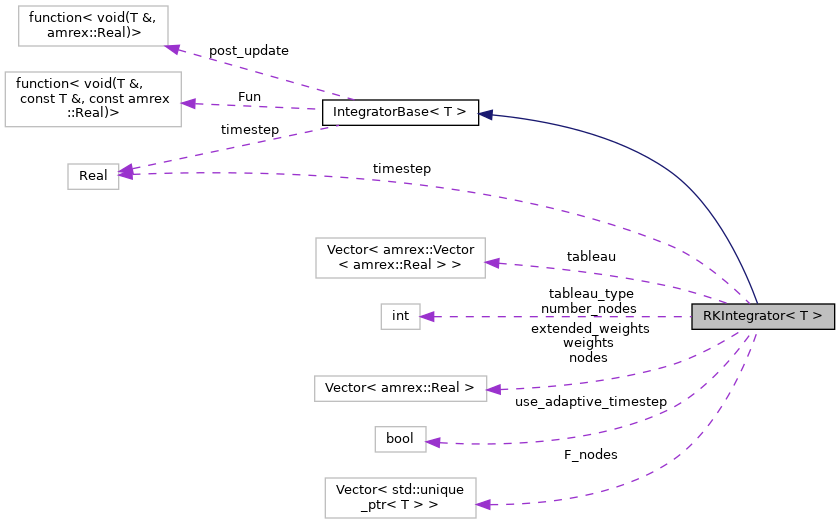 function< void(T &,
amrex::Real)>
post_update
function< void(T &,
const T &, const amrex
::Real)>
Fun
IntegratorBase< T >
timestep
Real
timestep
Vector< amrex::Vector
< amrex::Real > >
tableau
tableau_type
number_nodes
int
RKIntegrator< T >
extended_weights
weights
nodes
Vector< amrex::Real >
use_adaptive_timestep
bool
F_nodes
Vector< std::unique
_ptr< T > >